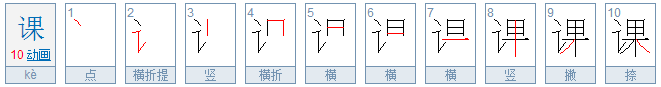 课 1 2 3 4 5 6 7 8 9 10
10 动画
kè 点 横折提 竖 横折 横 横 横 竖 撇 捺